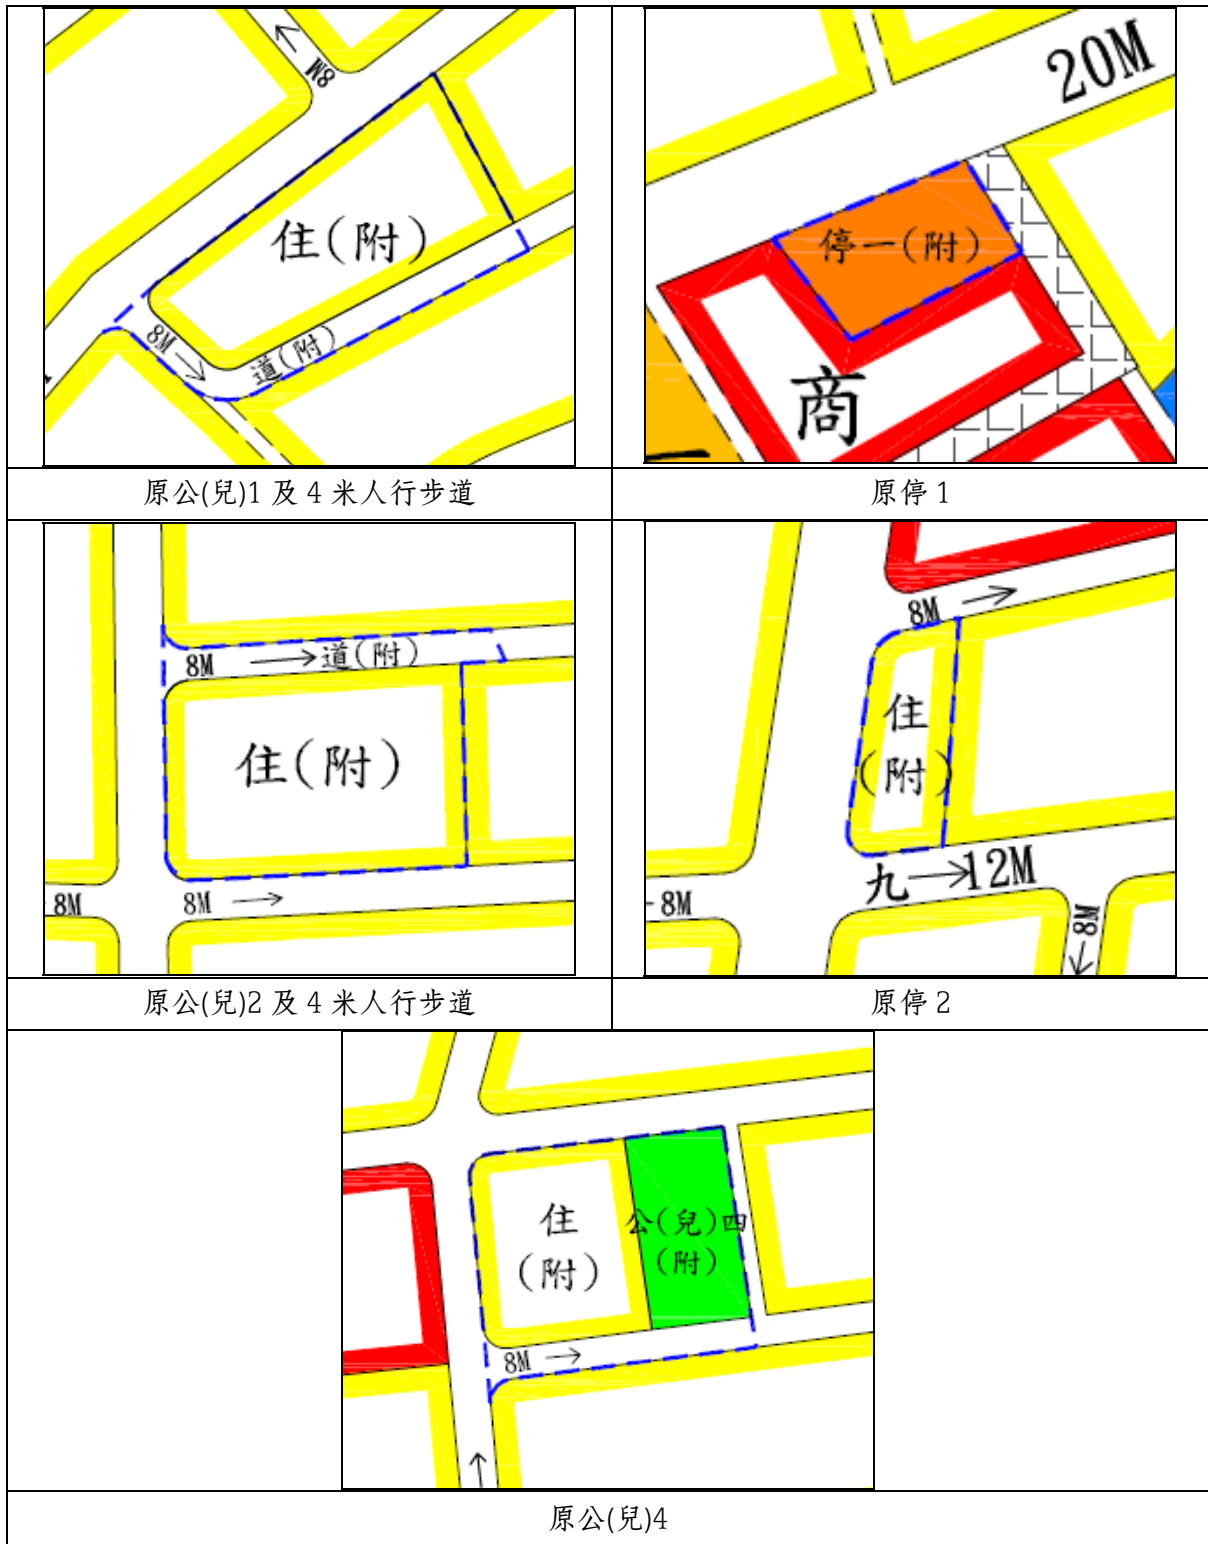 8M
住(附)
8M
道(附)
原公(兒)1 及 4 米人行步道
20M
停一(附)
商
原停 1
8M
道(附)
住(附)
8M
8M
原公(兒)2 及 4 米人行步道
8M
住
(附)
九
12M
8M
8M
原停 2
住
(附)
公(兒)四
(附)
8M
原公(兒)4